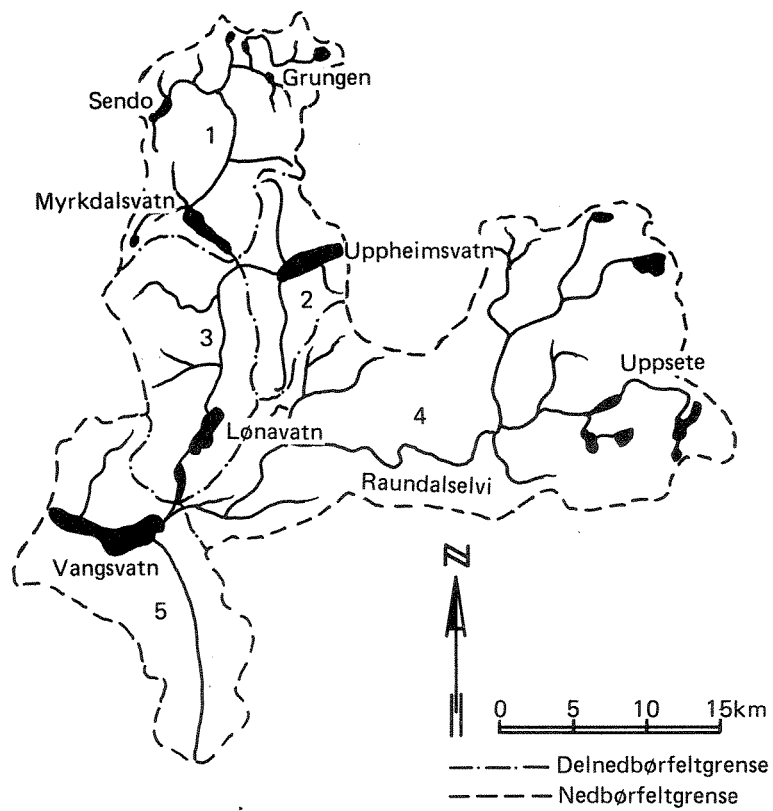 Grungen
Sendo
1
Myrkdalsvatn
Uppheimsvatn
2
3
Uppsete
4
Lønavatn
Raundalselvi
Vangsvatn
5
N
0 5 10 15km
Delnedbørfeltgrense
Nedbørfeltgrense